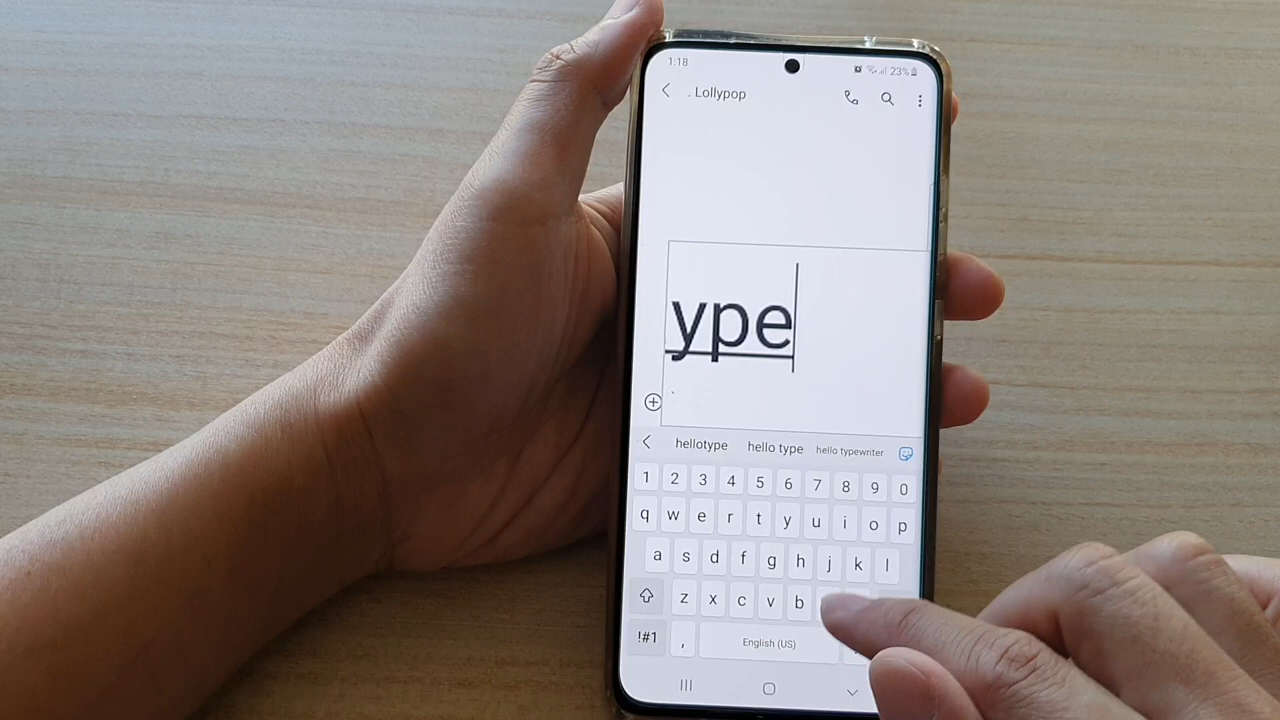 1:18 23%
. Lollypop
ype
hellotype hello type hello typewriter
1 2 3 4 5 6 7 8 9 0
q w e r t y u i o p
a s d f g h j k l
z x c v b
!#1 , English (US)